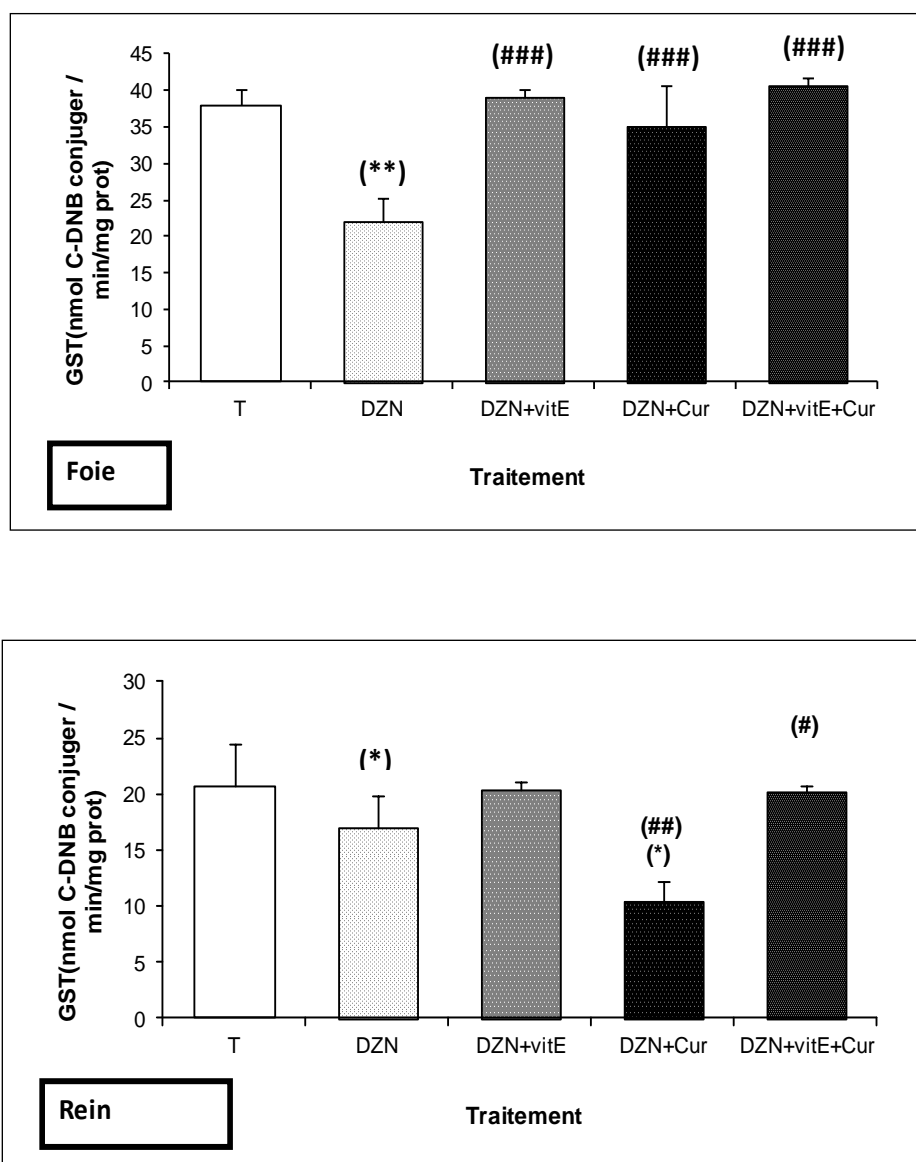 45
40
35
30
25
20
15
10
5
0
GST(nmol C-DNB conjuger /
min/mg prot)
(**)
(###)
(###)
(###)
T DZN DZN+vitE DZN+Cur DZN+vitE+Cur
Foie
Traitement
30
25
20
15
10
5
0
GST(nmol C-DNB conjuger /
min/mg prot)
(*)
(##)
(*)
(#)
T DZN DZN+vitE DZN+Cur DZN+vitE+Cur
Rein
Traitement